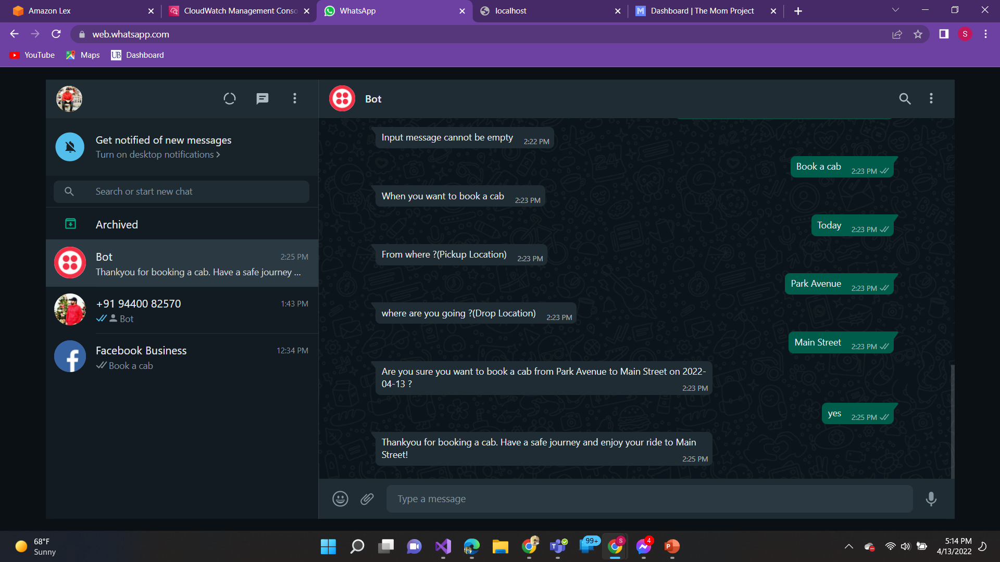 Amazon Lex
CloudWatch Management Conso
WhatsApp
localhost
Dashboard | The Mom Project
web.whatsapp.com
S
YouTube
Maps
UB
Dashboard
Get notified of new messages
Turn on desktop notifications
Search or start new chat
Archived
Bot 2:25 PM
Thankyou for booking a cab. Have a safe journey ...
+91 94400 82570 1:43 PM
Bot
Facebook Business 12:34 PM
Book a cab
Bot
Input message cannot be empty 2:22 PM
Book a cab 2:23 PM
When you want to book a cab 2:23 PM
Today 2:23 PM
From where ?(Pickup Location) 2:23 PM
Park Avenue 2:23 PM
where are you going ?(Drop Location) 2:23 PM
Main Street 2:23 PM
Are you sure you want to book a cab from Park Avenue to Main Street on 2022-
04-13 ?
2:23 PM
yes 2:25 PM
Thankyou for booking a cab. Have a safe journey and enjoy your ride to Main
Street!
2:25 PM
Type a message
68°F
Sunny
99+
S
4
5:14 PM
4/13/2022